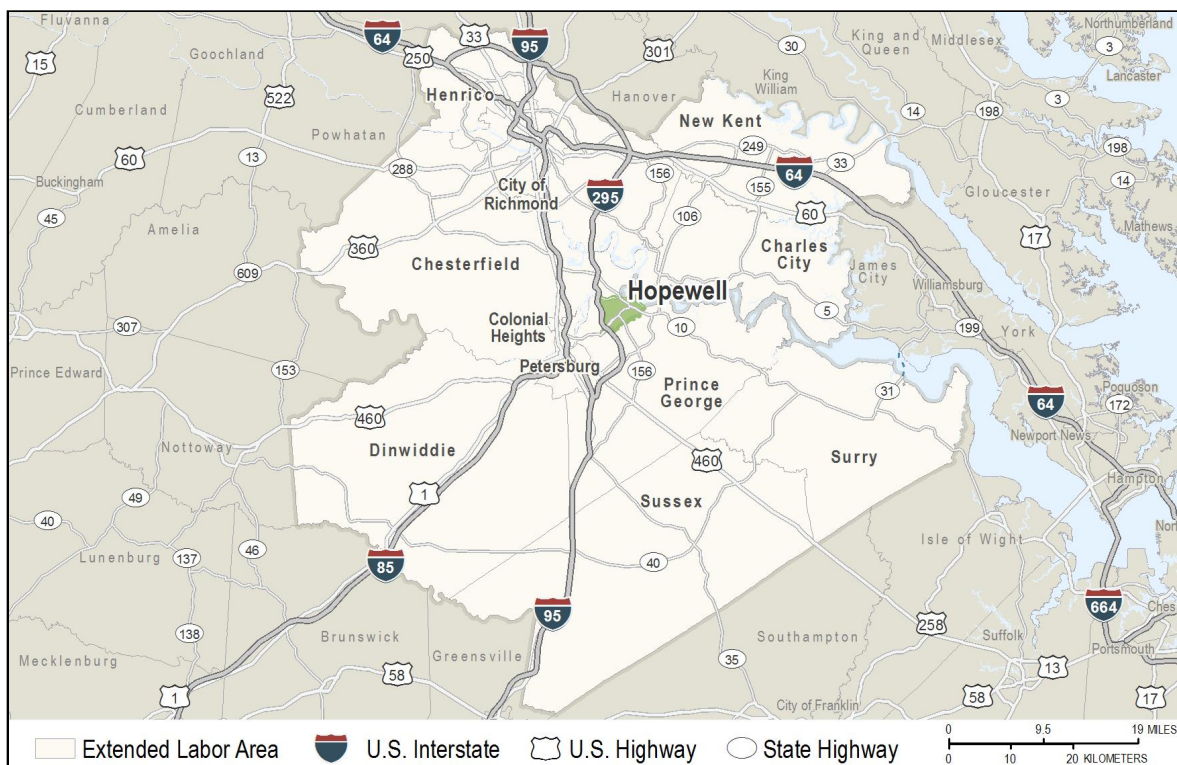 Fluvanna
Goochland
Northumberland
King and
Queen
Middlesex
Lancaster
64
33
95
250
301
30
3
15
522
Cumberland
Henrico
Hanover
King
William
14
198
3
Powhatan
New Kent
60
13
288
249
33
198
Buckingham
City of
Richmond
156
155
64
14
295
Gloucester
45
60
Amelia
106
17
Mathews
360
Chesterfield
Charles
City
James
City
609
Hopewell
Williamsburg
307
Colonial
Heights
10
5
199
York
Prince Edward
153
Petersburg
156
Prince
George
31
Poquoson
64
172
460
Newport News
Nottoway
Dinwiddie
460
Surry
Hampton
49
1
Sussex
40
Isle of Wight
Nor
Lunenburg
137
46
85
40
95
664
Ches
258
138
Brunswick
Southampton
Suffolk
Mecklenburg
Greensville
35
Portsmouth
13
1
58
58
17
City of Franklin
Extended Labor Area
U.S. Interstate
U.S. Highway
State Highway
0 9.5 19 MILES
0 10 20 KILOMETERS